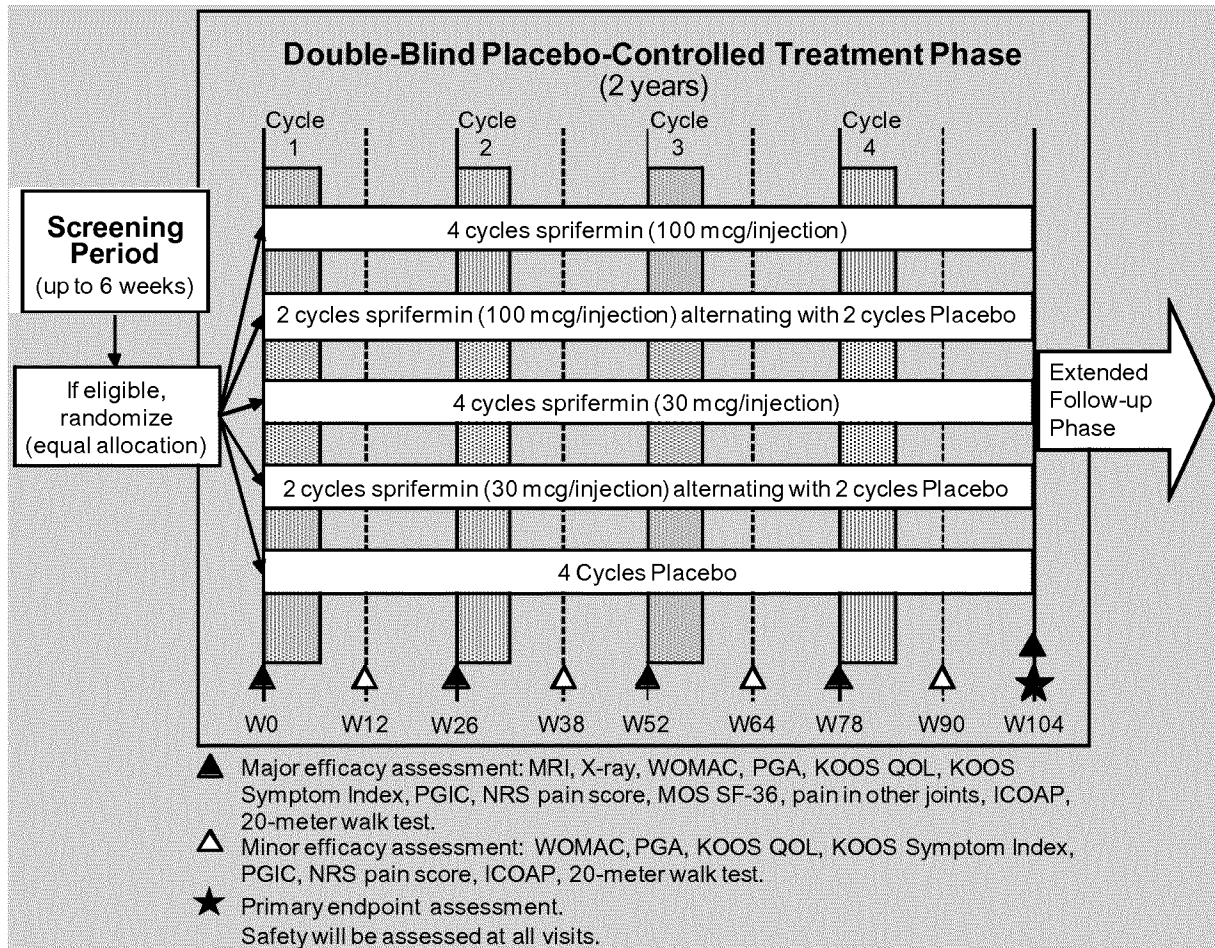 Double-Blind Placebo-Controlled Treatment Phase
(2 years)
Cycle
1
Cycle
2
Cycle
3
Cycle
4
Screening
Period
(up to 6 weeks)
If eligible,
randomize
(equal allocation)
4 cycles sprifermin (100 mcg/injection)
2 cycles sprifermin (100 mcg/injection) alternating with 2 cycles Placebo
4 cycles sprifermin (30 mcg/injection)
2 cycles sprifermin (30 mcg/injection) alternating with 2 cycles Placebo
4 Cycles Placebo
Extended
Follow-up
Phase
W0
W12
W26
W38
W52
W64
W78
W90
W104
Major efficacy assessment: MRI, X-ray, WOMAC, PGA, KOOS QOL, KOOS
Symptom Index, PGIC, NRS pain score, MOS SF-36, pain in other joints, ICOAP,
20-meter walk test.
Minor efficacy assessment: WOMAC, PGA, KOOS QOL, KOOS Symptom Index,
PGIC, NRS pain score, ICOAP, 20-meter walk test.
Primary endpoint assessment.
Safety will be assessed at all visits.